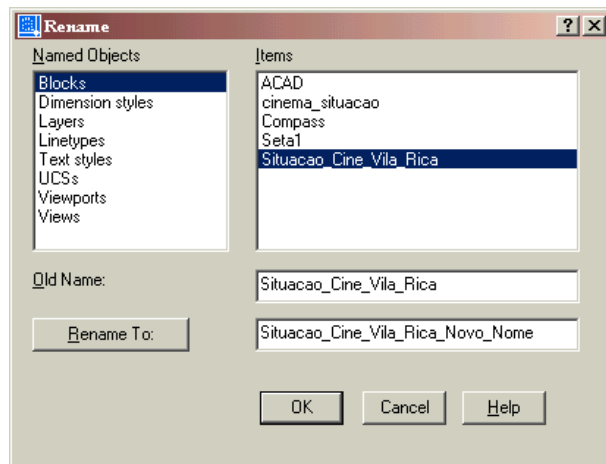 Rename
Named Objects
Blocks
Dimension styles
Layers
Linetypes
Text styles
UCSs
Viewports
Views
Items
ACAD
cinema_situacao
Compass
Seta1
Situacao_Cine_Vila_Rica
Old Name:
Situacao_Cine_Vila_Rica
Rename To:
Situacao_Cine_Vila_Rica_Novo_Nome
OK
Cancel
Help